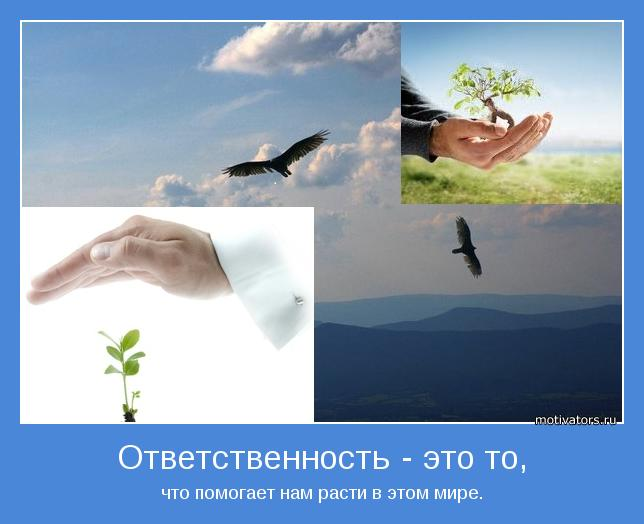 motivators.ru
Ответственность - это то,
что помогает нам расти в этом мире.